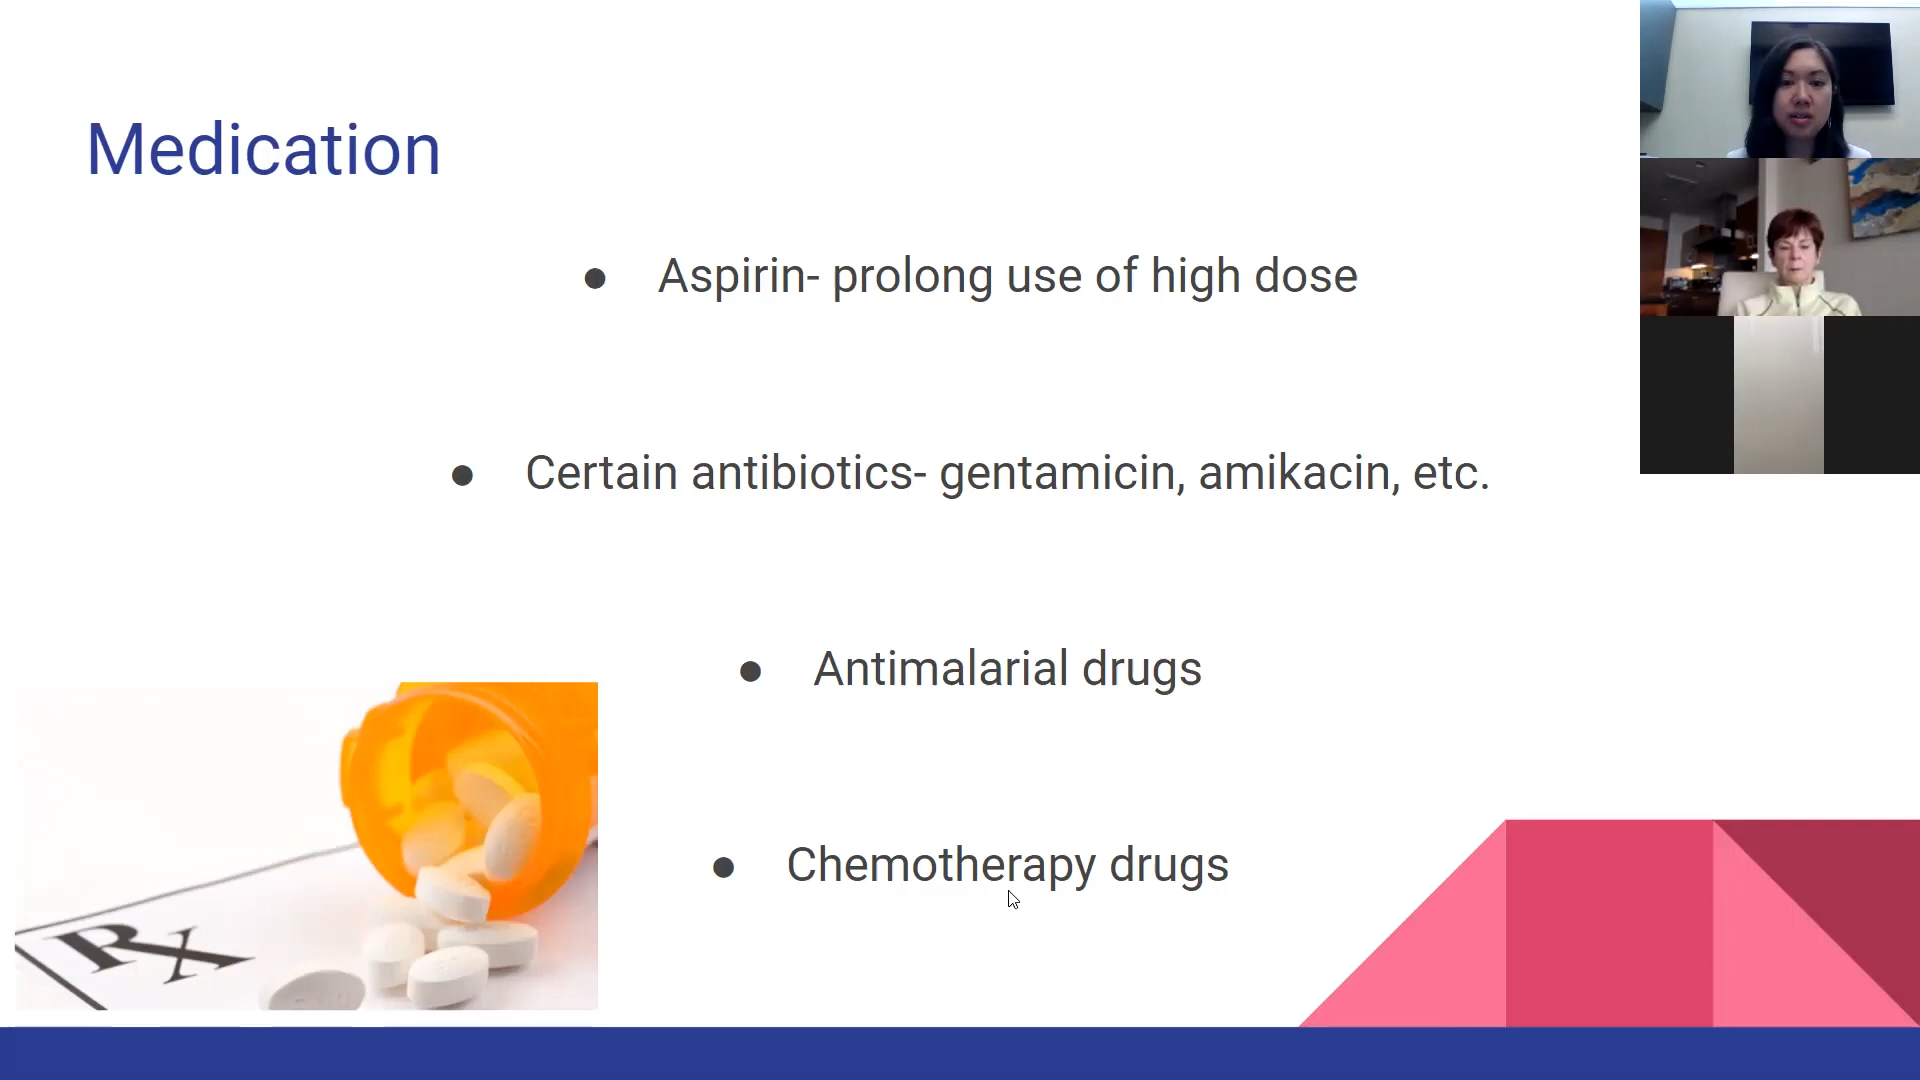 Medication
● Aspirin- prolong use of high dose
● Certain antibiotics- gentamicin, amikacin, etc.
● Antimalarial drugs
● Chemotherapy drugs
Rx